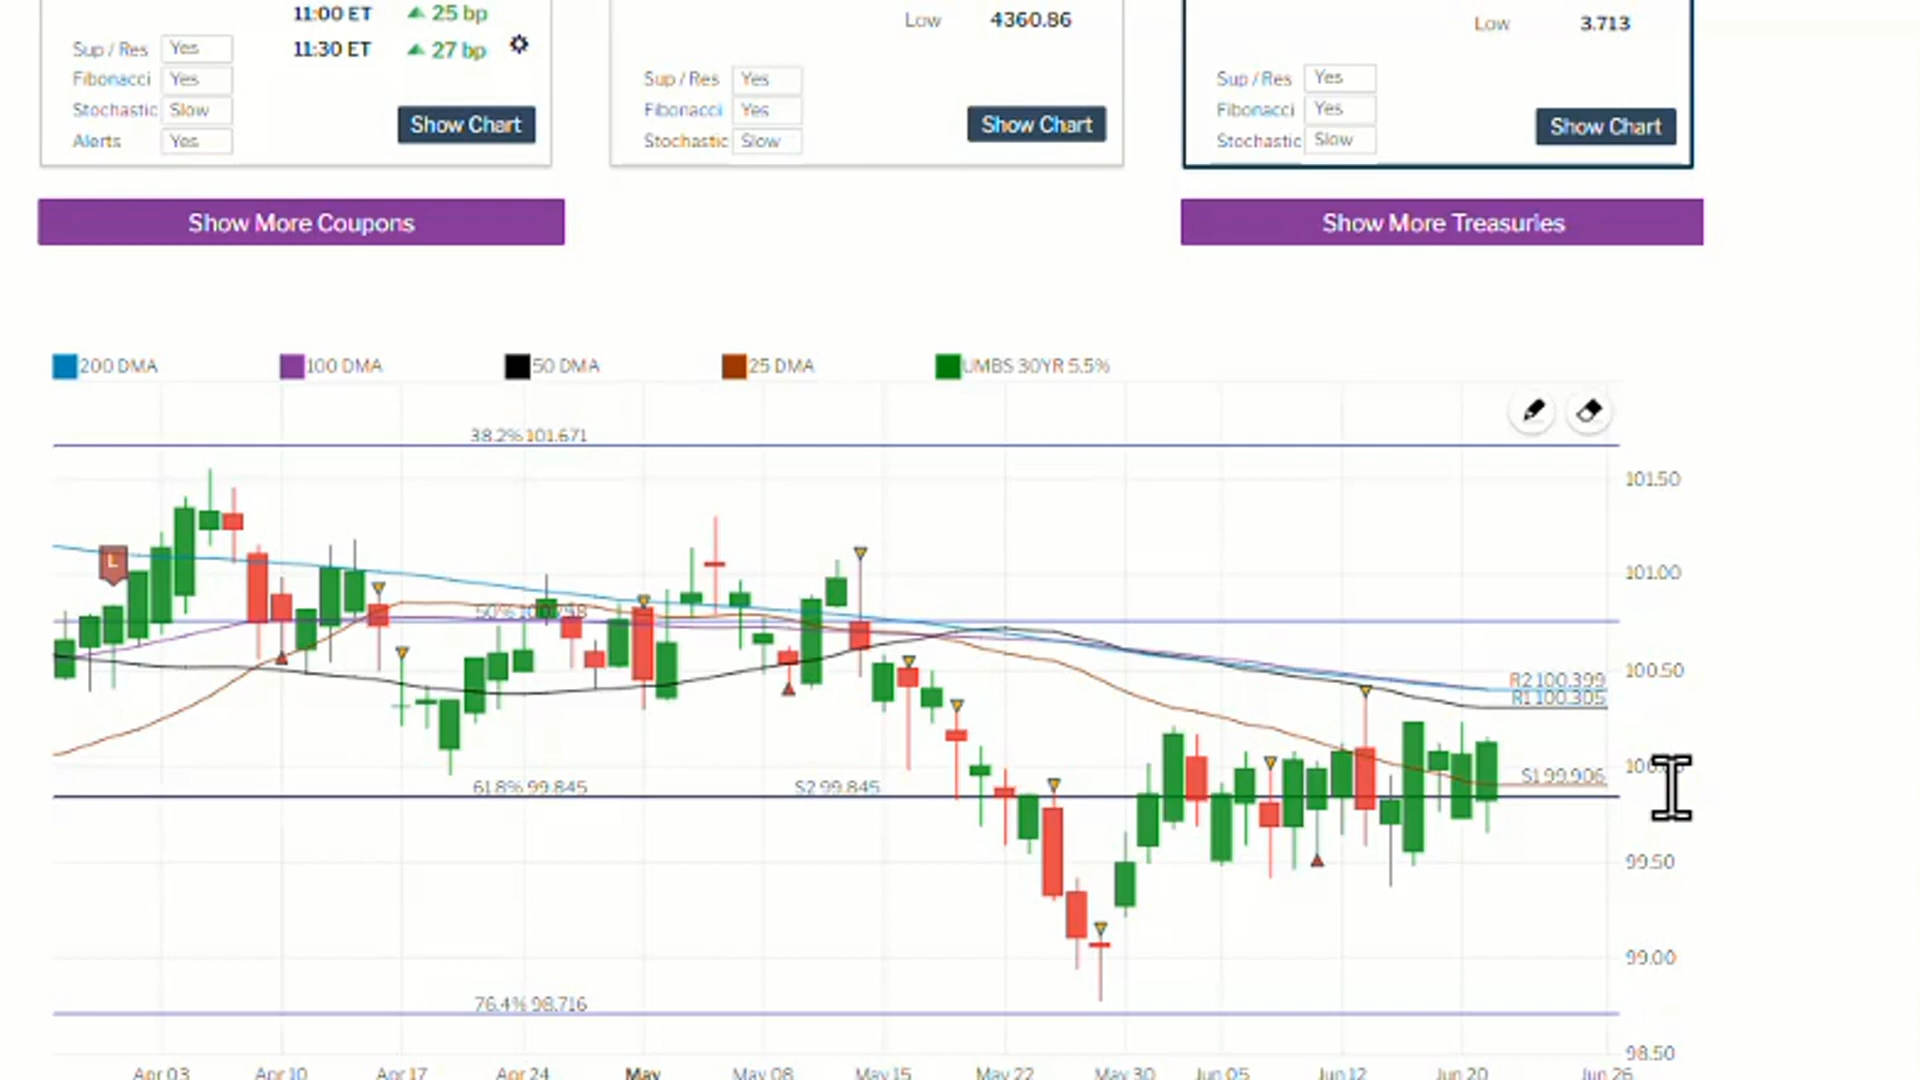 11:00 ET 25 bp
Low 4360.86
Low 3.713
Sup / Res Yes 11:30 ET 27 bp
Fibonacci Yes
Stochastic Slow
Alerts Yes
Show Chart
Sup / Res Yes
Fibonacci Yes
Stochastic Slow
Show Chart
Sup / Res Yes
Fibonacci Yes
Stochastic Slow
Show Chart
Show More Coupons
Show More Treasuries
200 DMA 100 DMA 50 DMA 25 DMA UMBS 30YR 5.5%
38.2% 101.671
101.50
L
101.00
50% 100.758
100.50
R2 100.399
R1 100.305
S1 99.906
61.8% 99.845 S2 99.845
99.50
99.00
76.4% 98.716
98.50
Apr 03 Apr 10 Apr 17 Apr 24 May May 08 May 15 May 22 May 30 Jun 05 Jun 12 Jun 20 Jun 26